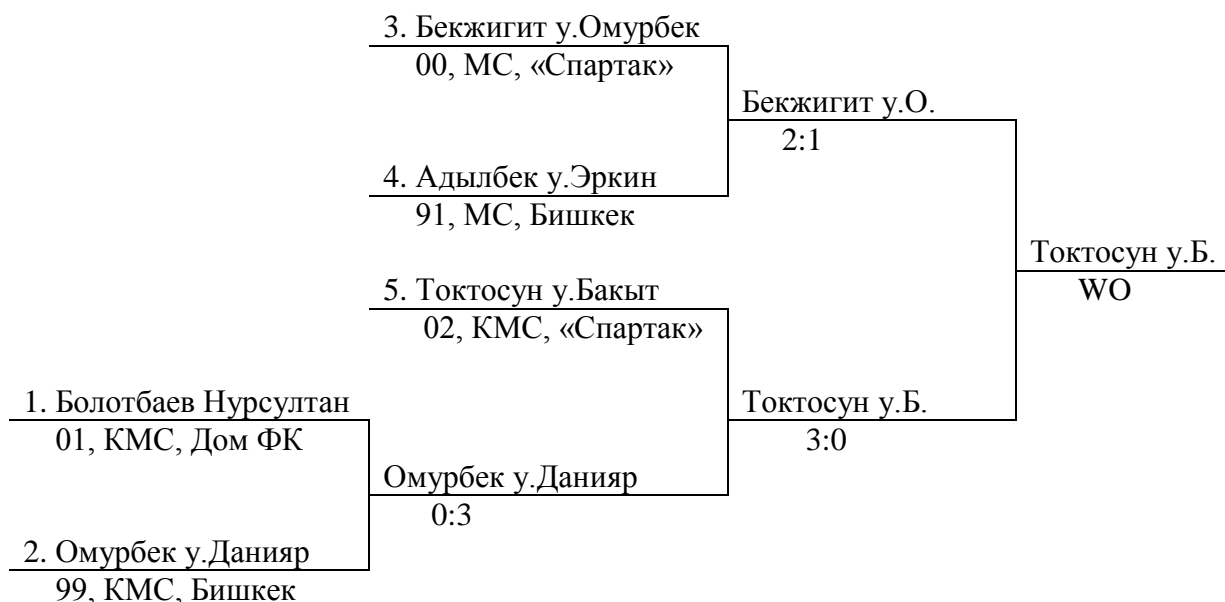 3. Бекжигит у.Омурбек
00, МС, «Спартак»
Бекжигит у.О.
2:1
4. Адылбек у.Эркин
91, МС, Бишкек
Токтосун у.Б.
WO
5. Токтосун у.Бакыт
02, КМС, «Спартак»
1. Болотбаев Нурсултан
01, КМС, Дом ФК
Токтосун у.Б.
3:0
Омурбек у.Данияр
0:3
2. Омурбек у.Данияр
99, КМС, Бишкек